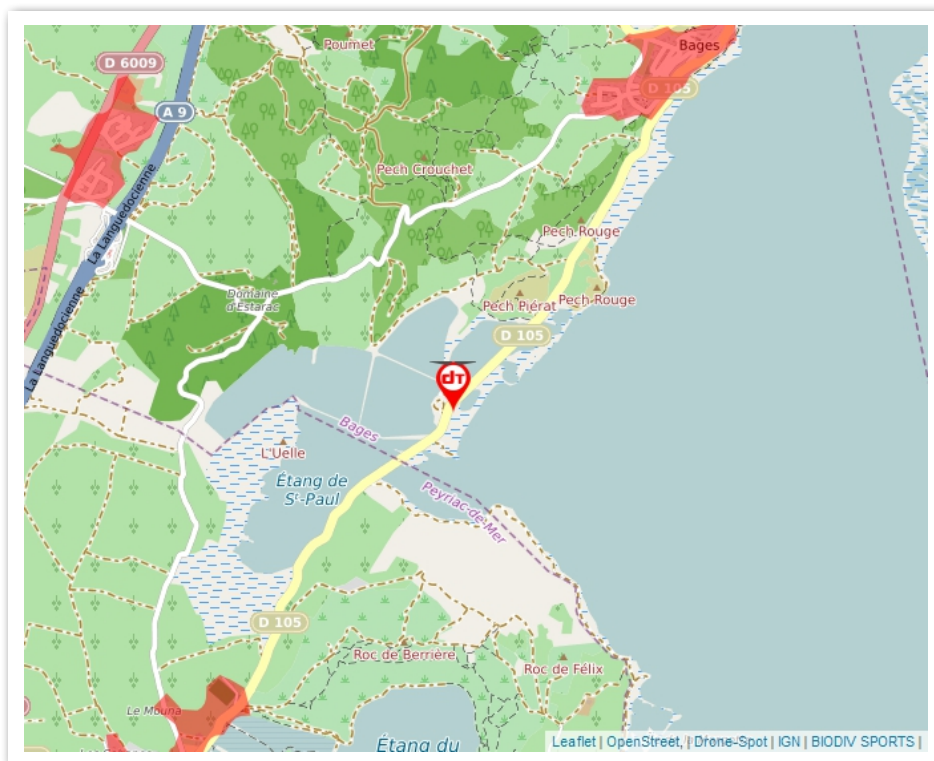 Poumet
Bages
D 6009
D 105
A 9
Pech Crouchet
La Languedocienne
Pech Rouge
Domaine
d'Estarac
Pech Piérat
Pech Rouge
D 105
La Languedocienne
dT
Bages
L'Uelle
Étang de
Sᵗ-Paul
Peyriac-de-Mer
D 105
Roc de Berrière
Roc de Félix
Le Mouna
Étang du
Leaflet | OpenStreet, | Drone-Spot | IGN | BIODIV SPORTS |